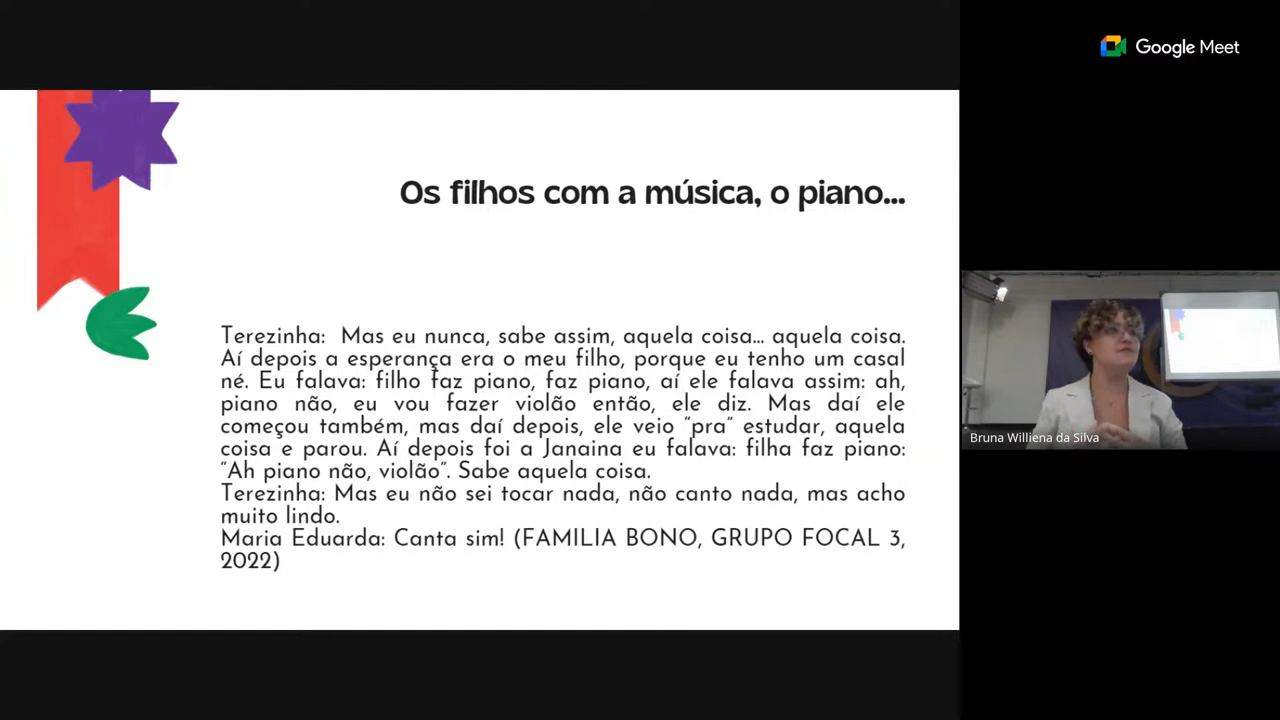 Google Meet
Os filhos com a música, o piano...
Terezinha: Mas eu nunca, sabe assim, aquela coisa... aquela coisa.
Aí depois a esperança era o meu filho, porque eu tenho um casal
né. Eu falava: filho faz piano, faz piano, aí ele falava assim: ah,
piano não, eu vou fazer violão então, ele diz. Mas daí ele
começou também, mas daí depois, ele veio “pra” estudar, aquela
coisa e parou. Aí depois foi a Janaina eu falava: filha faz piano:
“Ah piano não, violão”. Sabe aquela coisa.
Terezinha: Mas eu não sei tocar nada, não canto nada, mas acho
muito lindo.
Maria Eduarda: Canta sim! (FAMILIA BONO, GRUPO FOCAL 3,
2022)
Bruna Williena da Silva